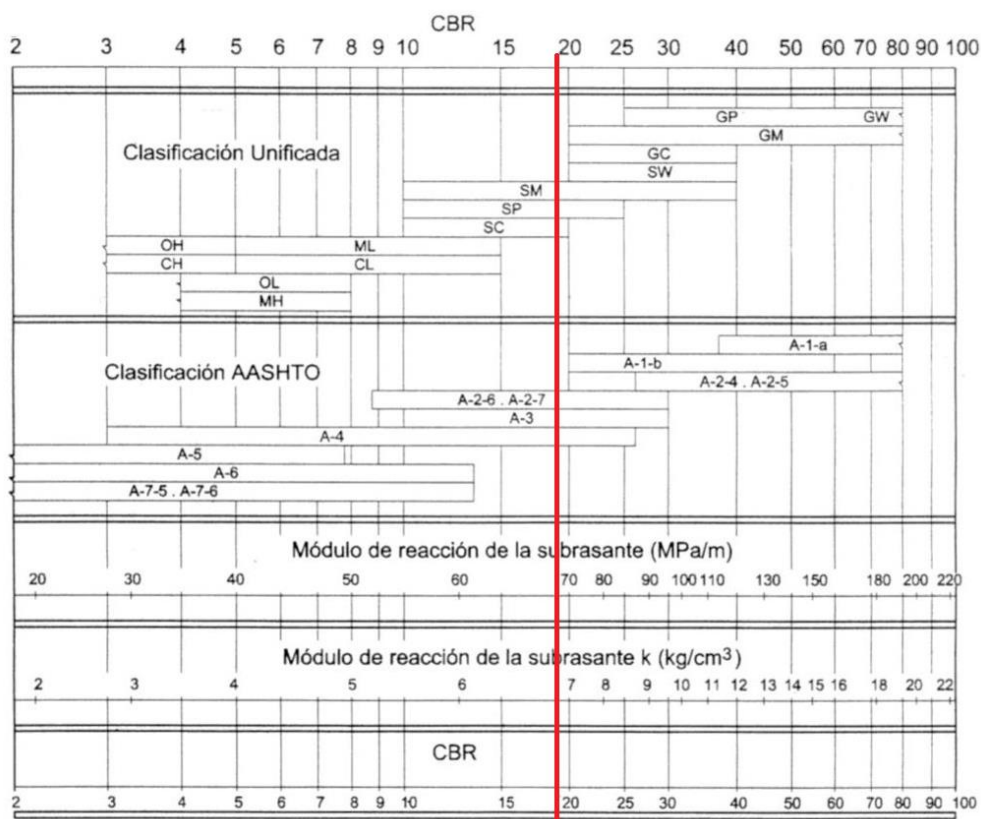 CBR
2 3 4 5 6 7 8 9 10 15 20 25 30 40 50 60 70 80 90 100
GP GW
Clasificación Unificada
GM
GC
SW
SM
SP
SC
OH ML
CH CL
OL
MH
A-1-a
Clasificación AASHTO
A-1-b
A-2-4 . A-2-5
A-2-6 . A-2-7
A-3
A-4
A-5
A-6
A-7-5 . A-7-6
Módulo de reacción de la subrasante (MPa/m)
20 30 40 50 60 70 80 90 100 110 130 150 180 200 220
Módulo de reacción de la subrasante k (kg/cm³)
2 3 4 5 6 7 8 9 10 11 12 13 14 15 16 18 20 22
CBR
2 3 4 5 6 7 8 9 10 15 20 25 30 40 50 60 70 80 90 100